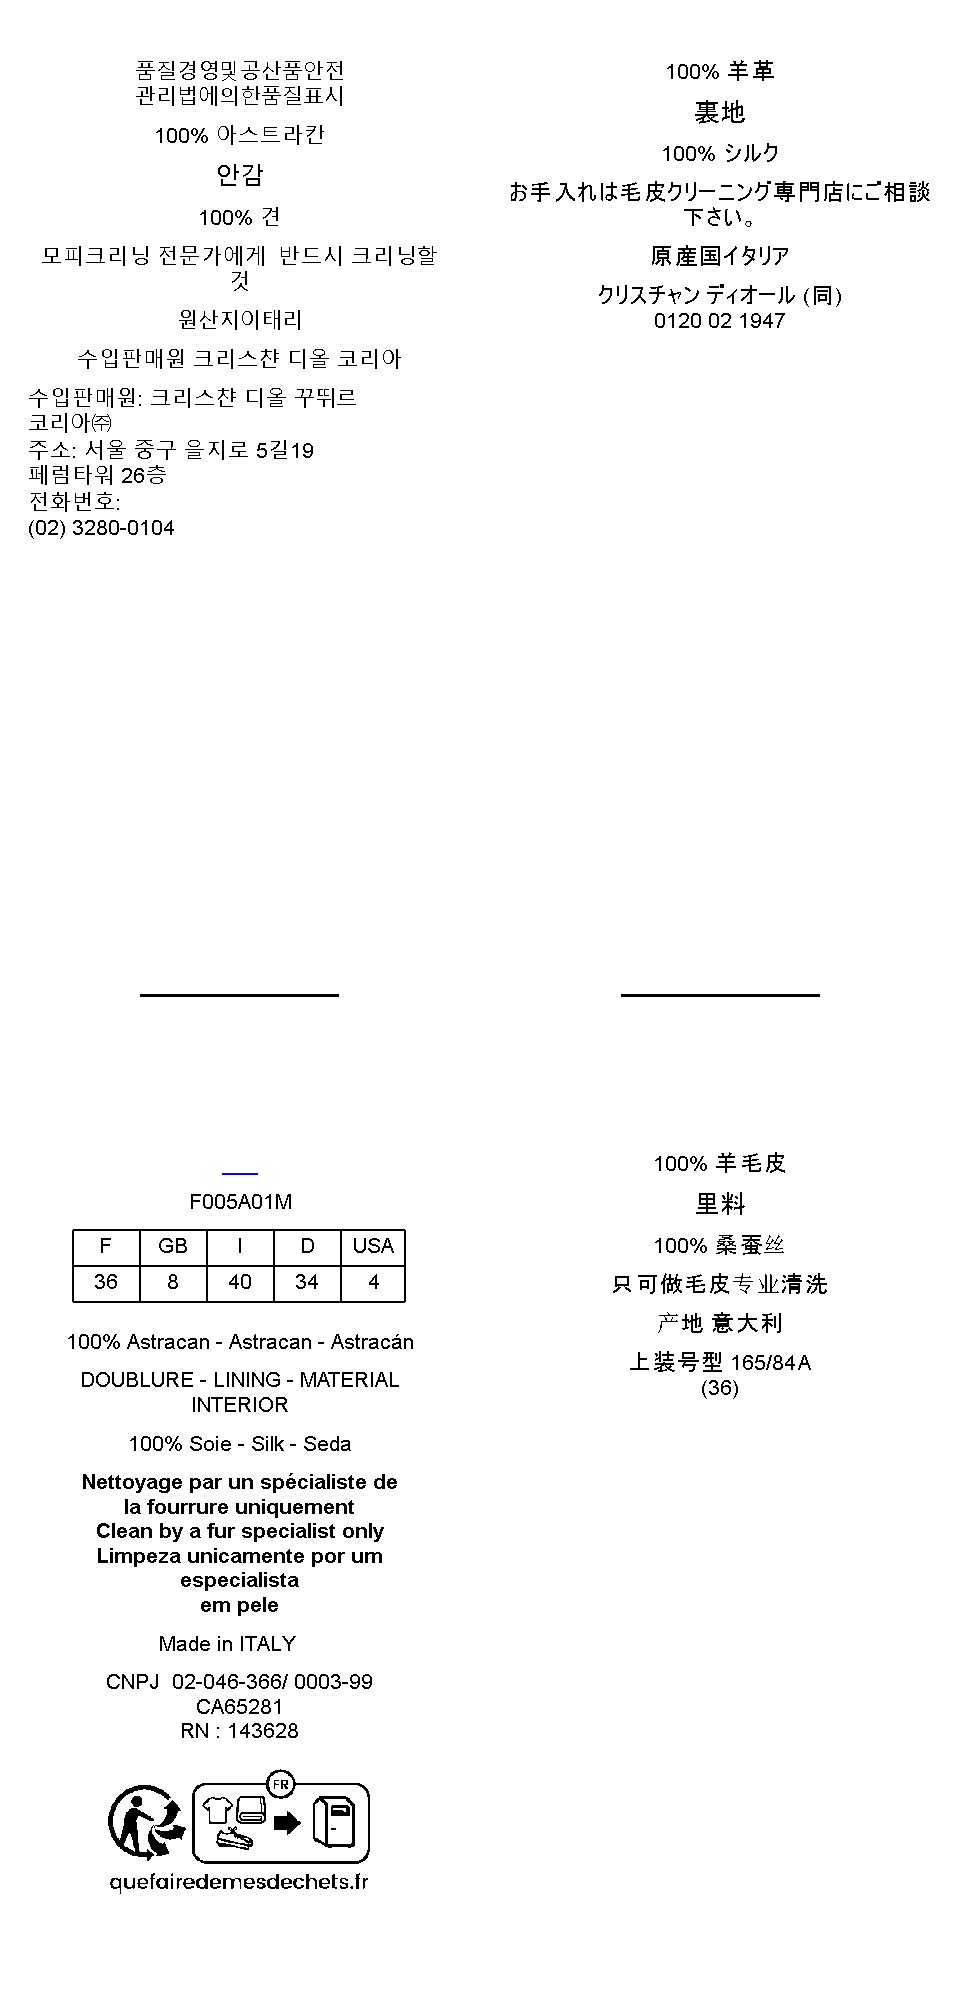 품질경영및공산품안전
관리법에의한품질표시
100% 아스트라칸
안감
100% 견
모피크리닝 전문가에게 반드시 크리닝할
것
원산지이태리
수입판매원 크리스챤 디올 코리아
수입판매원: 크리스챤 디올 꾸뛰르
코리아㈜
주소: 서울 중구 을지로 5길19
페럼타워 26층
전화번호:
(02) 3280-0104
100% 羊革
裏地
100% シルク
お手入れは毛皮クリーニング専門店にご相談
下さい。
原産国イタリア
クリスチャン ディオール (同)
0120 02 1947
F005A01M
F GB I D USA
36 8 40 34 4
100% Astracan - Astracan - Astracán
DOUBLURE - LINING - MATERIAL
INTERIOR
100% Soie - Silk - Seda
Nettoyage par un spécialiste de
la fourrure uniquement
Clean by a fur specialist only
Limpeza unicamente por um
especialista
em pele
Made in ITALY
CNPJ 02-046-366/ 0003-99
CA65281
RN : 143628
FR
quefairedemesdechets.fr
100% 羊毛皮
里料
100% 桑蚕丝
只可做毛皮专业清洗
产地 意大利
上装号型 165/84A
(36)